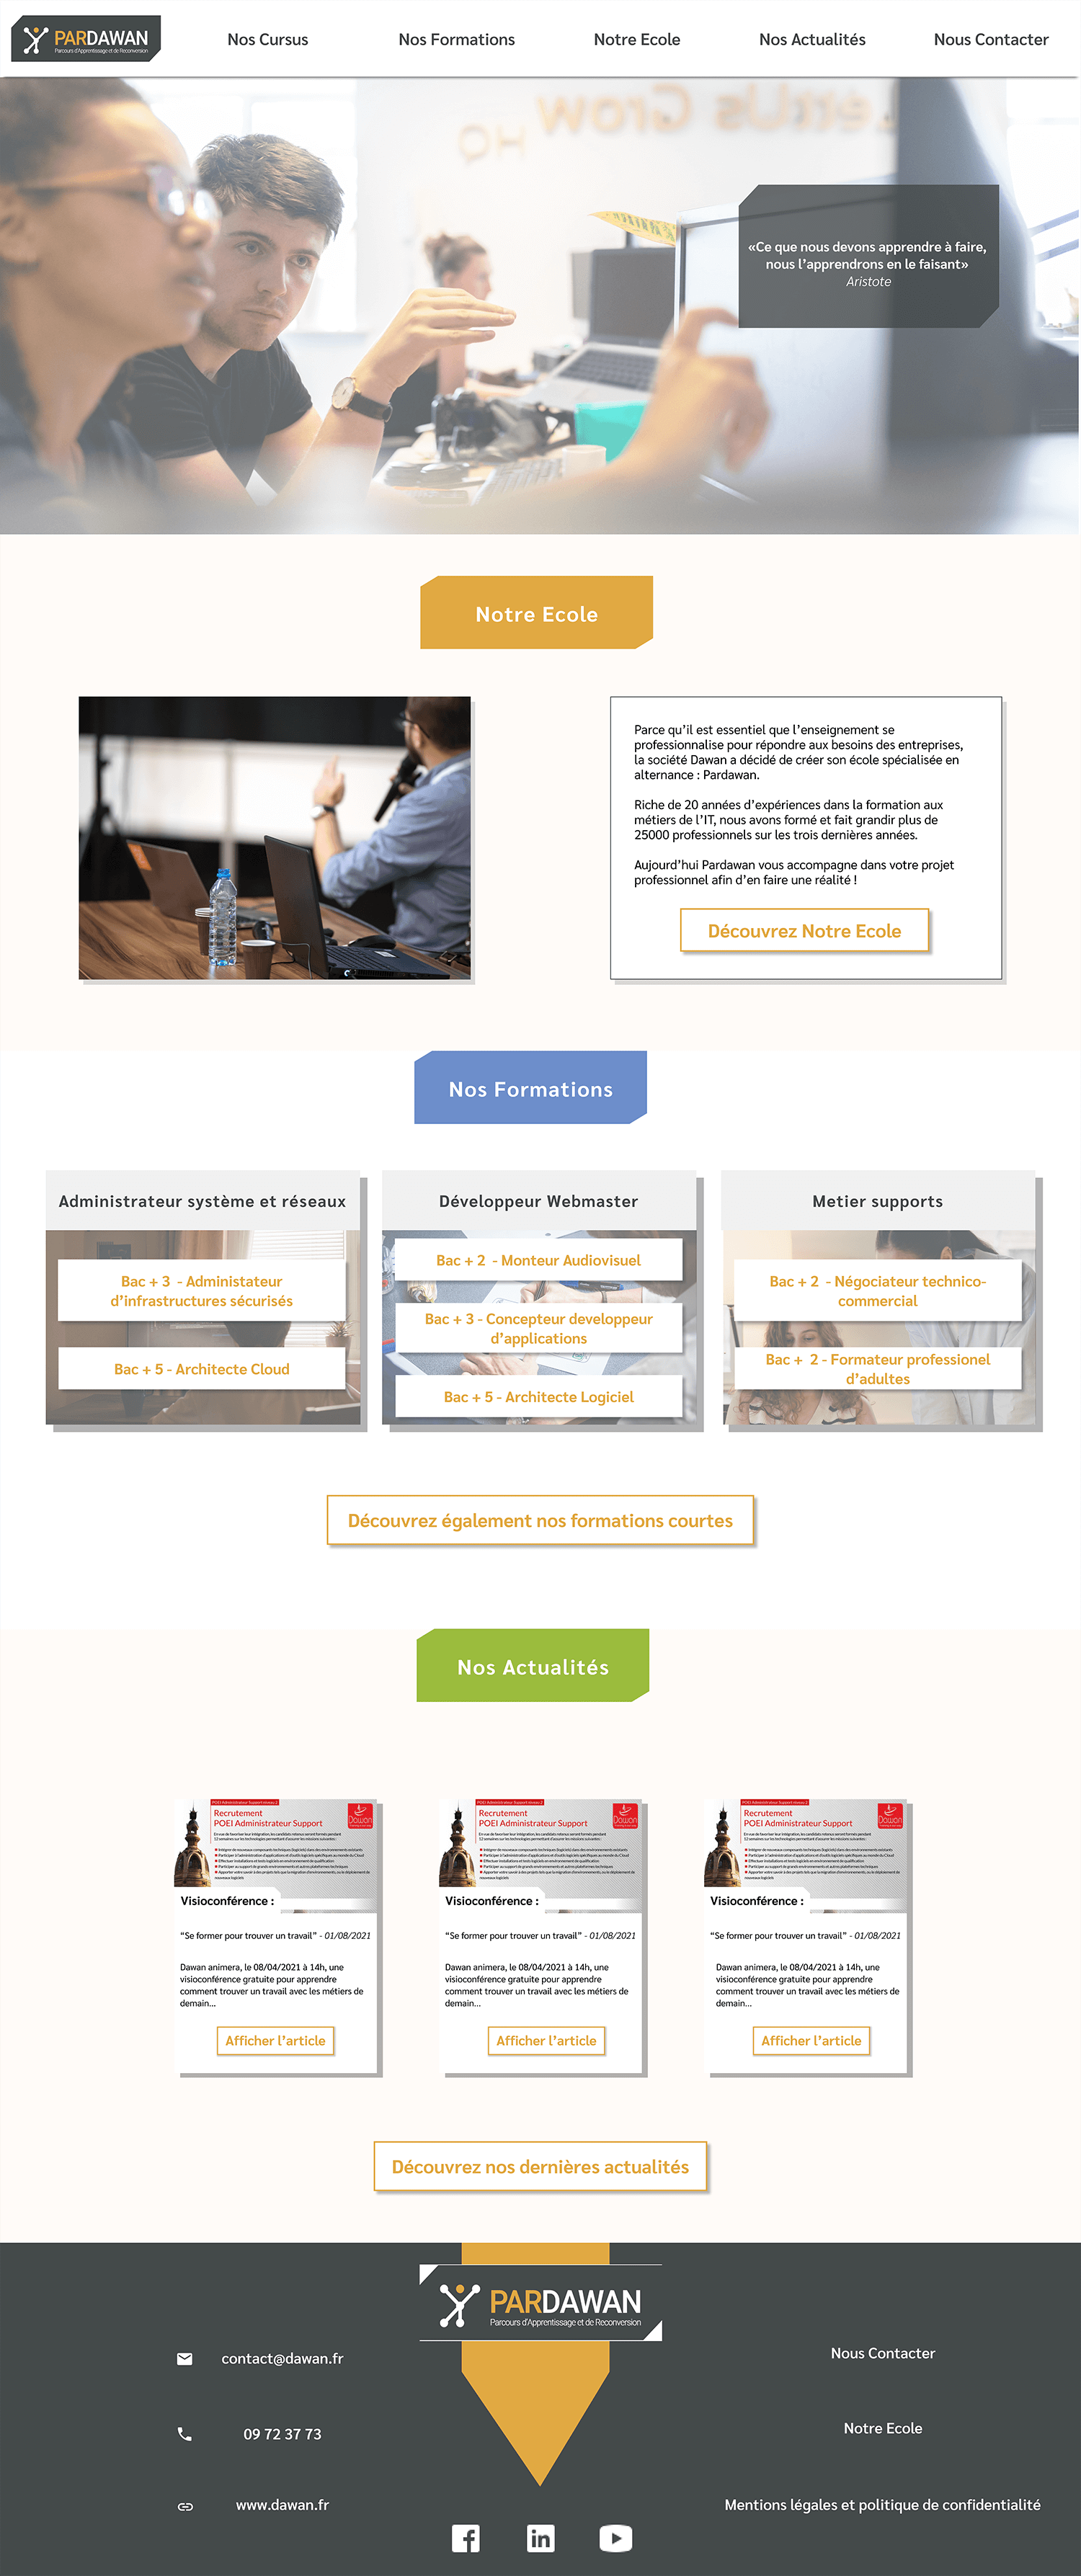 PARDAWAN
Parcours d'Apprentissage et de Reconversion
Nos Cursus
Nos Formations
Notre Ecole
Nos Actualités
Nous Contacter
«Ce que nous devons apprendre à faire,
nous l'apprendrons en le faisant»
Aristote
Notre Ecole
Parce qu'il est essentiel que l'enseignement se
professionnalise pour répondre aux besoins des entreprises,
la société Dawan a décidé de créer son école spécialisée en
alternance : Pardawan.
Riche de 20 années d'expériences dans la formation aux
métiers de l'IT, nous avons formé et fait grandir plus de
25000 professionnels sur les trois dernières années.
Aujourd'hui Pardawan vous accompagne dans votre projet
professionnel afin d'en faire une réalité !
Découvrez Notre Ecole
Nos Formations
Administrateur système et réseaux
Bac + 3  - Administateur
d'infrastructures sécurisés
Bac + 5 - Architecte Cloud
Développeur Webmaster
Bac + 2  - Monteur Audiovisuel
Bac + 3 - Concepteur developpeur
d'applications
Bac + 5 - Architecte Logiciel
Metier supports
Bac + 2  - Négociateur technico-
commercial
Bac +  2 - Formateur professionel
d'adultes
Découvrez également nos formations courtes
Nos Actualités
Recrutement
POEI Administrateur Support
Dawan
Visioconférence :
“Se former pour trouver un travail” - 01/08/2021
Dawan animera, le 08/04/2021 à 14h, une
visioconférence gratuite pour apprendre
comment trouver un travail avec les métiers de
demain...
Afficher l'article
Recrutement
POEI Administrateur Support
Dawan
Visioconférence :
“Se former pour trouver un travail” - 01/08/2021
Dawan animera, le 08/04/2021 à 14h, une
visioconférence gratuite pour apprendre
comment trouver un travail avec les métiers de
demain...
Afficher l'article
Recrutement
POEI Administrateur Support
Dawan
Visioconférence :
“Se former pour trouver un travail” - 01/08/2021
Dawan animera, le 08/04/2021 à 14h, une
visioconférence gratuite pour apprendre
comment trouver un travail avec les métiers de
demain...
Afficher l'article
Découvrez nos dernières actualités
PARDAWAN
Parcours d'Apprentissage et de Reconversion
contact@dawan.fr
09 72 37 73
www.dawan.fr
Nous Contacter
Notre Ecole
Mentions légales et politique de confidentialité